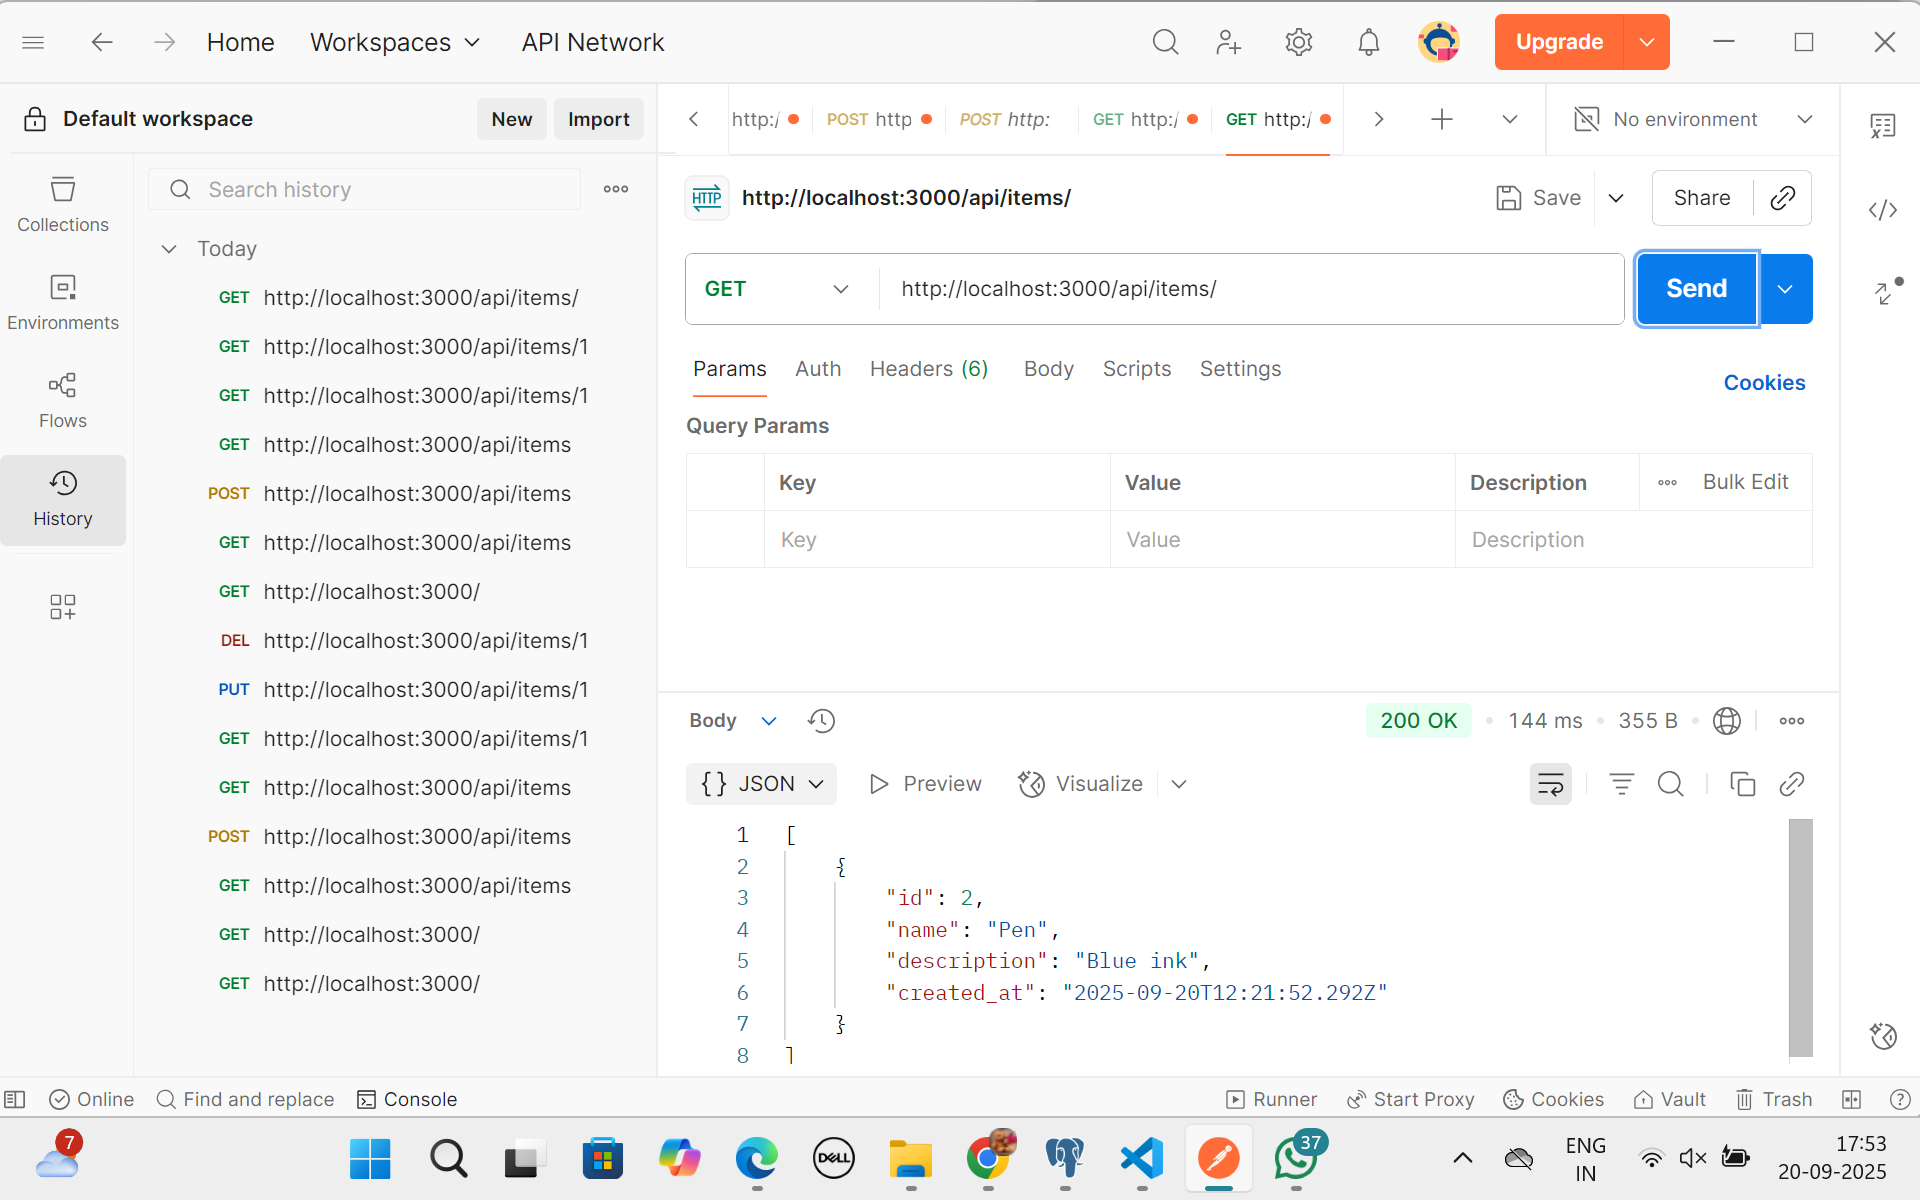 Home
Workspaces
API Network
Upgrade
Default workspace
New
Import
http:/
POST http
POST http:
GET http:/
GET http:/
No environment
Collections
Environments
Flows
History
Search history
Today
GET http://localhost:3000/api/items/
GET http://localhost:3000/api/items/1
GET http://localhost:3000/api/items/1
GET http://localhost:3000/api/items
POST http://localhost:3000/api/items
GET http://localhost:3000/api/items
GET http://localhost:3000/
DEL http://localhost:3000/api/items/1
PUT http://localhost:3000/api/items/1
GET http://localhost:3000/api/items/1
GET http://localhost:3000/api/items
POST http://localhost:3000/api/items
GET http://localhost:3000/api/items
GET http://localhost:3000/
GET http://localhost:3000/
HTTP http://localhost:3000/api/items/
Save
Share
GET http://localhost:3000/api/items/
Send
Params Auth Headers (6) Body Scripts Settings
Cookies
Query Params
Key Value Description Bulk Edit
Key Value Description
Body
200 OK 144 ms 355 B
{} JSON Preview Visualize
1 [
2 {
3 "id": 2,
4 "name": "Pen",
5 "description": "Blue ink",
6 "created_at": "2025-09-20T12:21:52.292Z"
7 }
8 ]
Online Find and replace Console
Runner Start Proxy Cookies Vault Trash
7
DELL
37
ENG
IN
17:53
20-09-2025